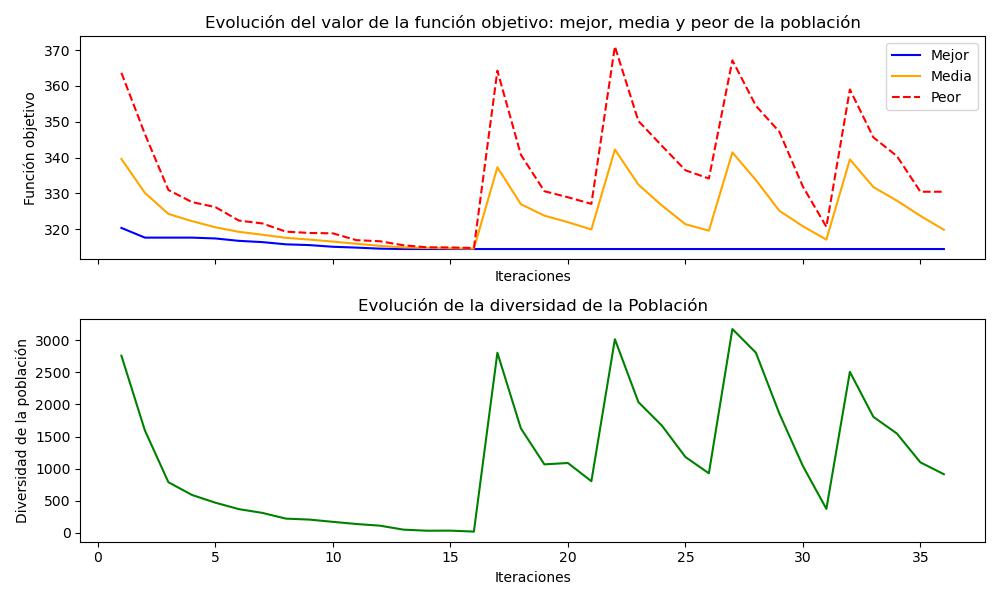 Evolución del valor de la función objetivo: mejor, media y peor de la población
Función objetivo
370
360
350
340
330
320
Mejor
Media
Peor
Iteraciones
Evolución de la diversidad de la Población
Diversidad de la población
3000
2500
2000
1500
1000
500
0
0 5 10 15 20 25 30 35
Iteraciones